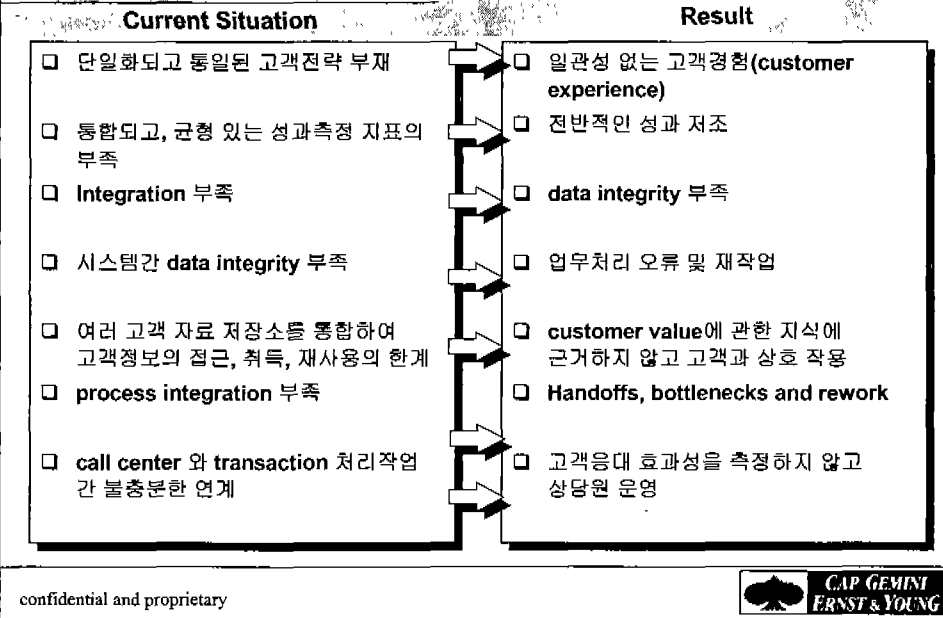 Current Situation
□ 단일화되고 통일된 고객전략 부재
□ 통합되고, 균형 있는 성과측정 지표의
부족
□ Integration 부족
□ 시스템간 data integrity 부족
□ 여러 고객 자료 저장소를 통합하여
고객정보의 접근, 취득, 재사용의 한계
□ process integration 부족
□ call center 와 transaction 처리작업
간 불충분한 연계
Result
□ 일관성 없는 고객경험(customer
experience)
□ 전반적인 성과 저조
□ data integrity 부족
□ 업무처리 오류 및 재작업
□ customer value에 관한 지식에
근거하지 않고 고객과 상호 작용
□ Handoffs, bottlenecks and rework
□ 고객응대 효과성을 측정하지 않고
상담원 운영
confidential and proprietary
CAP GEMINI
ERNST & YOUNG